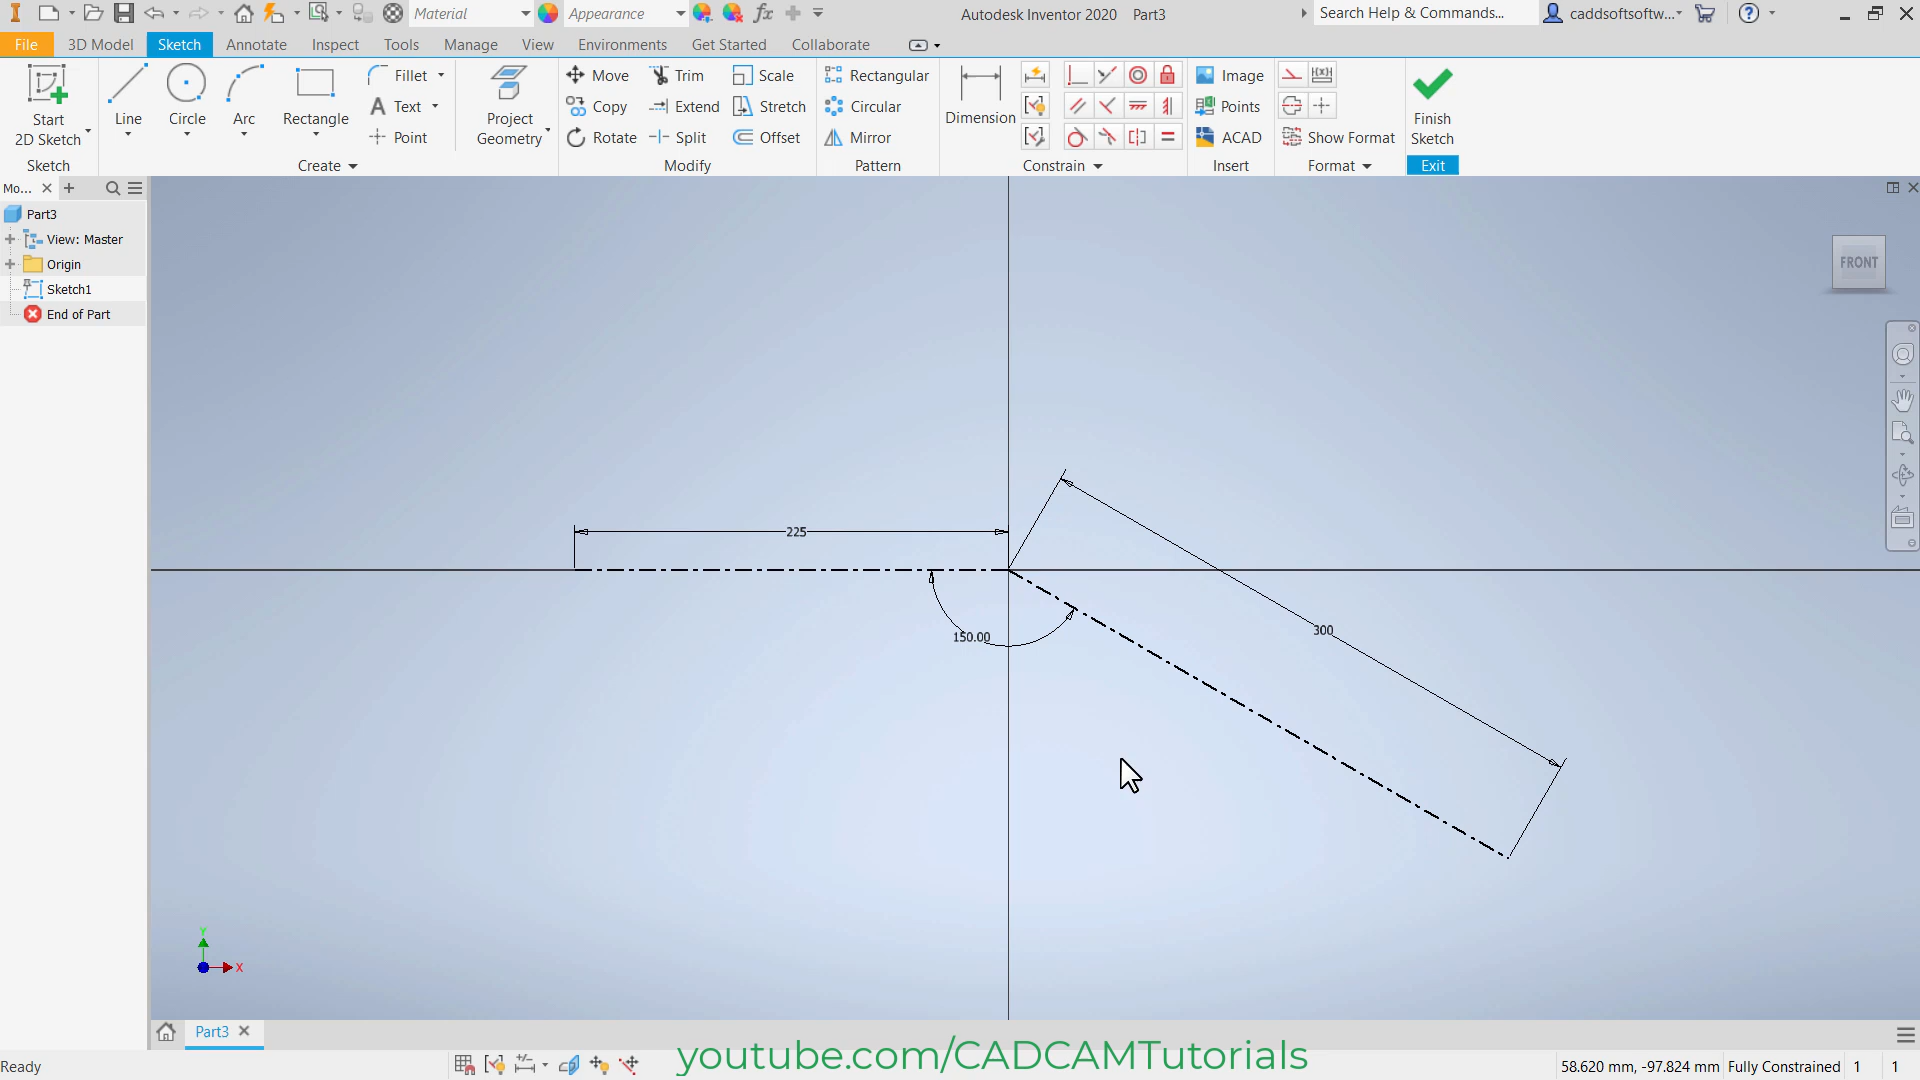 Material
Appearance
fx
Autodesk Inventor 2020 Part3
Search Help & Commands...
caddsoftsoftw...
File
3D Model
Sketch
Annotate
Inspect
Tools
Manage
View
Environments
Get Started
Collaborate
Start
2D Sketch
Line
Circle
Arc
Rectangle
Fillet
Text
Point
Project
Geometry
Move
Copy
Rotate
Trim
Extend
Split
Scale
Stretch
Offset
Rectangular
Circular
Mirror
Dimension
Image
Points
ACAD
Show Format
Finish
Sketch
Sketch
Create
Modify
Pattern
Constrain
Insert
Format
Exit
Mo...
Part3
View: Master
Origin
Sketch1
End of Part
FRONT
225
300
150.00
Y
X
Part3
Ready
youtube.com/CADCAMTutorials
58.620 mm, -97.824 mm
Fully Constrained
1
1